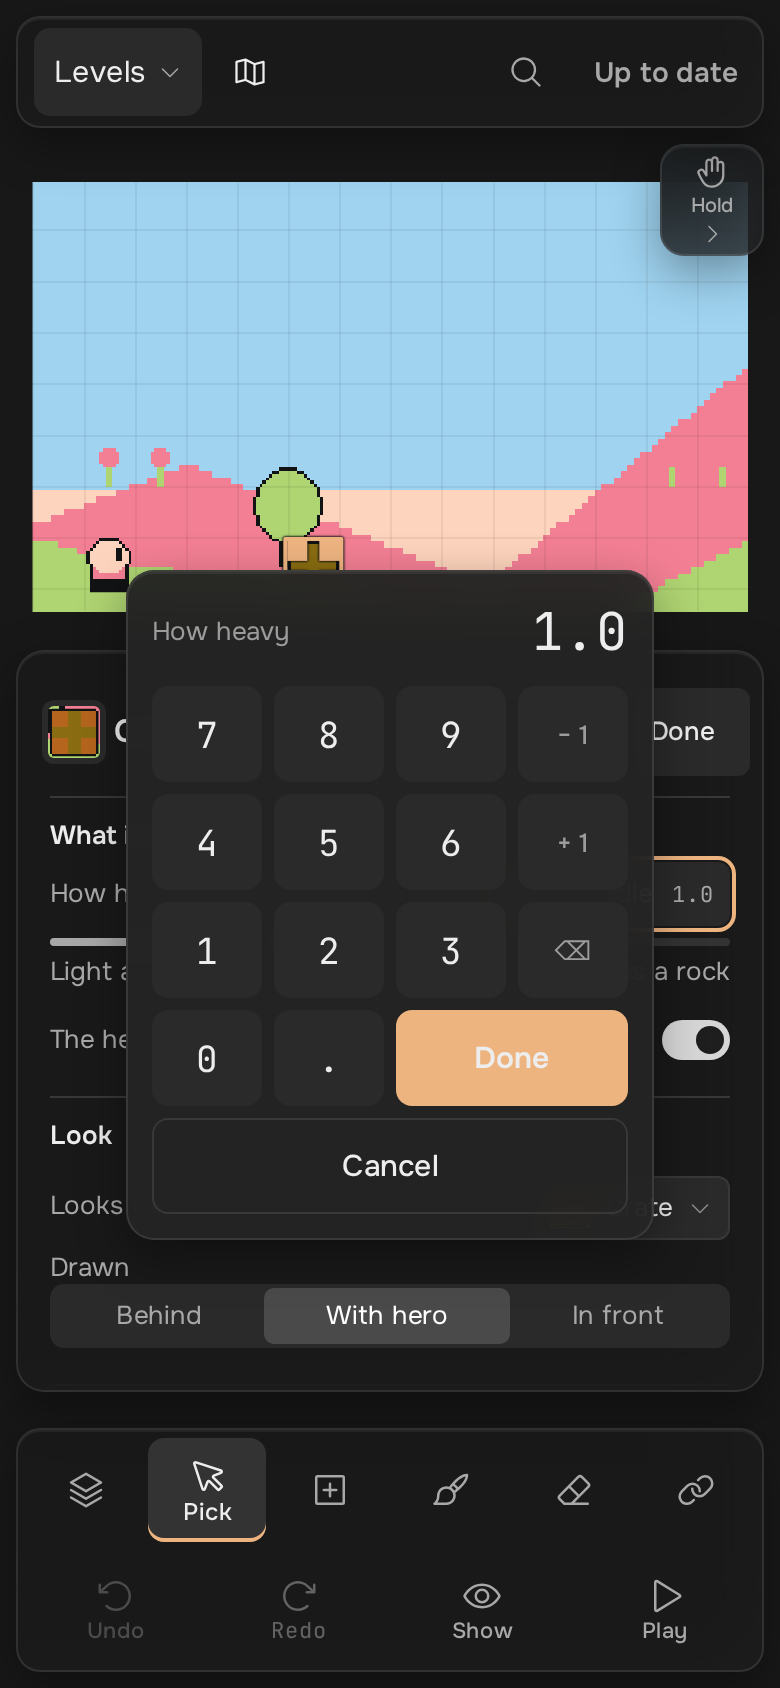 Levels
Up to date
Hold
How heavy
1.0
7
8
9
− 1
Done
4
5
6
+ 1
What
How h
1.0
1
2
3
Light a
a rock
0
.
Done
The he
Look
Cancel
Looks
ate
Drawn
Behind
With hero
In front
Pick
Undo
Redo
Show
Play